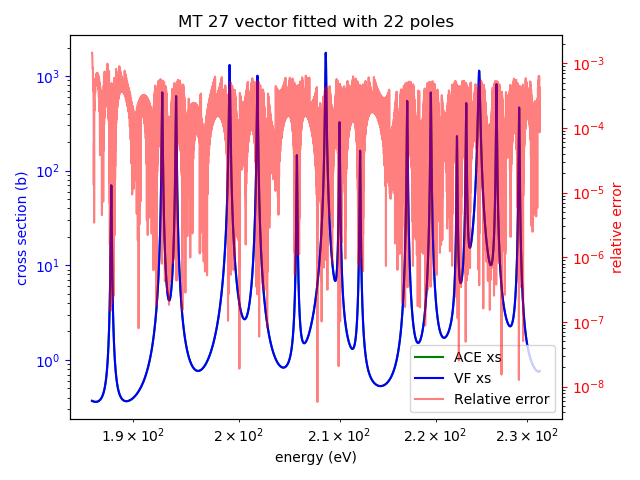 MT 27 vector fitted with 22 poles
cross section (b)
10³
10²
10¹
10⁰
10⁻³
10⁻⁴
10⁻⁵
10⁻⁶
10⁻⁷
10⁻⁸
relative error
ACE xs
VF xs
Relative error
1.9 × 10² 2 × 10² 2.1 × 10² 2.2 × 10² 2.3 × 10²
energy (eV)